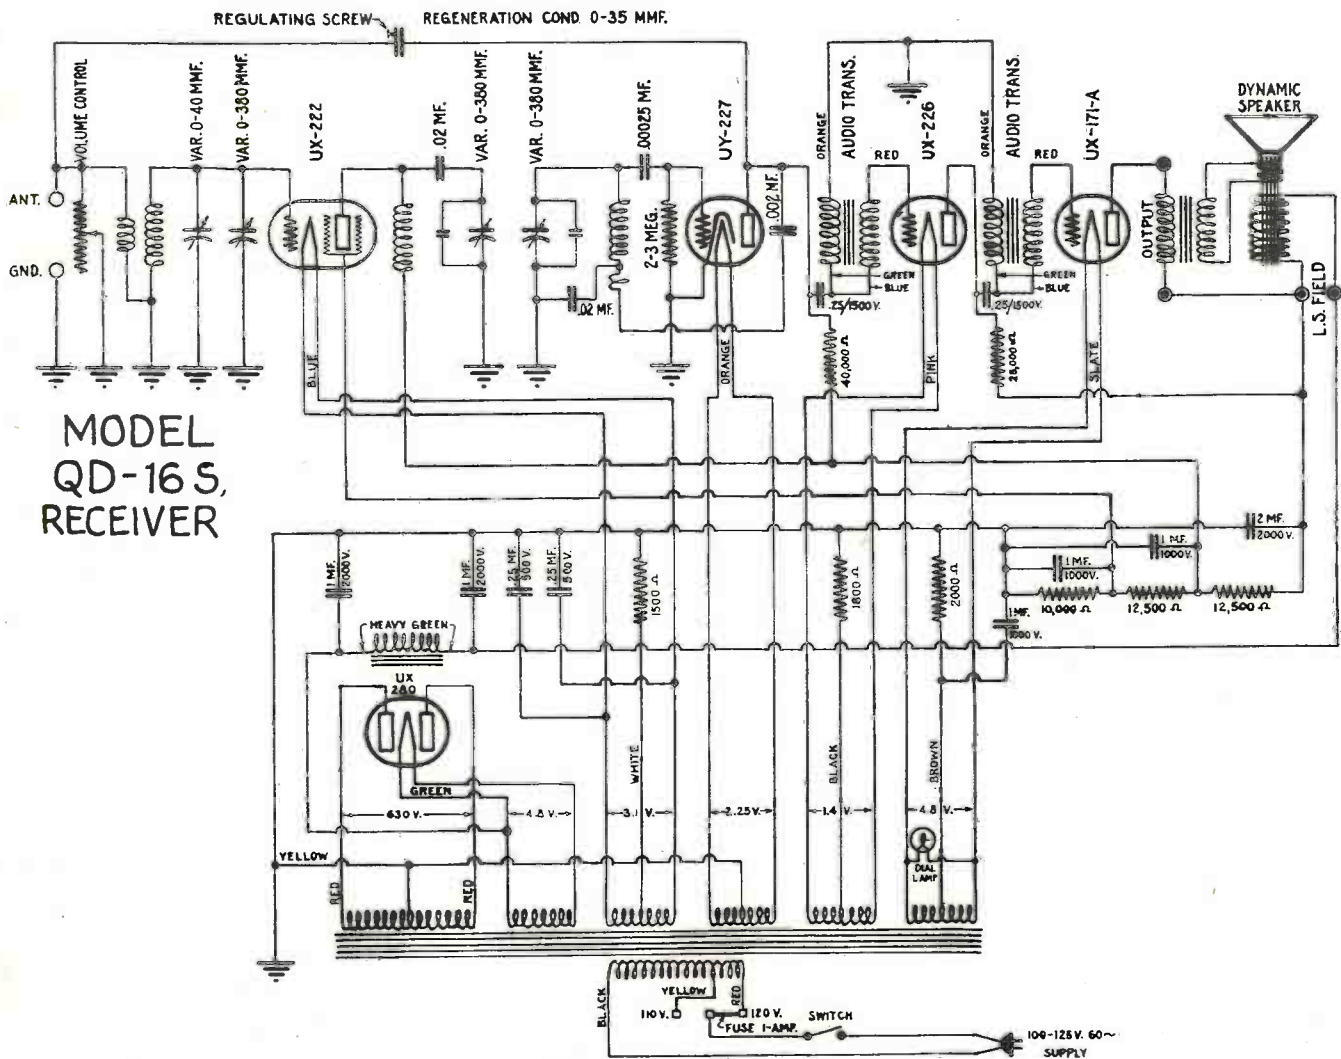 REGULATING SCREW
REGENERATION COND. 0-35 MMF.
VOLUME CONTROL
VAR. 0-40 MMF.
VAR. 0-380 MMF.
UX-222
.02 MF.
VAR. 0-380 MMF.
VAR. 0-380 MMF.
.00025 MF.
UY-227
ORANGE
AUDIO TRANS.
RED
UX-226
ORANGE
AUDIO TRANS.
RED
UX-171-A
DYNAMIC
SPEAKER
ANT.
GND.
2-3 MEG.
.002 MF.
OUTPUT
.02 MF.
GREEN
BLUE
.25/1500V.
GREEN
BLUE
.25/1500V.
L.S. FIELD
BLUE
ORANGE
40,000 Ω
PINK
25,000 Ω
SLATE
MODEL
QD-16 S,
RECEIVER
1 MF.
2000V.
1 MF.
2000V.
.25 MF.
500 V.
.25 MF.
500 V.
1500 Ω
1800 Ω
2000 Ω
2 MF.
2000V.
1 MF.
1000V.
1 MF.
1000V.
10,000 Ω
12,500 Ω
12,500 Ω
1 MF.
1000 V.
HEAVY GREEN
UX
280
GREEN
WHITE
BLACK
BROWN
630 V.
4.8 V.
3.1 V.
2.25 V.
1.4 V.
4.8 V.
YELLOW
DIAL
LAMP
RED
RED
BLACK
YELLOW
RED
110 V.
120 V.
FUSE 1-AMP.
SWITCH
100-125V. 60~
SUPPLY